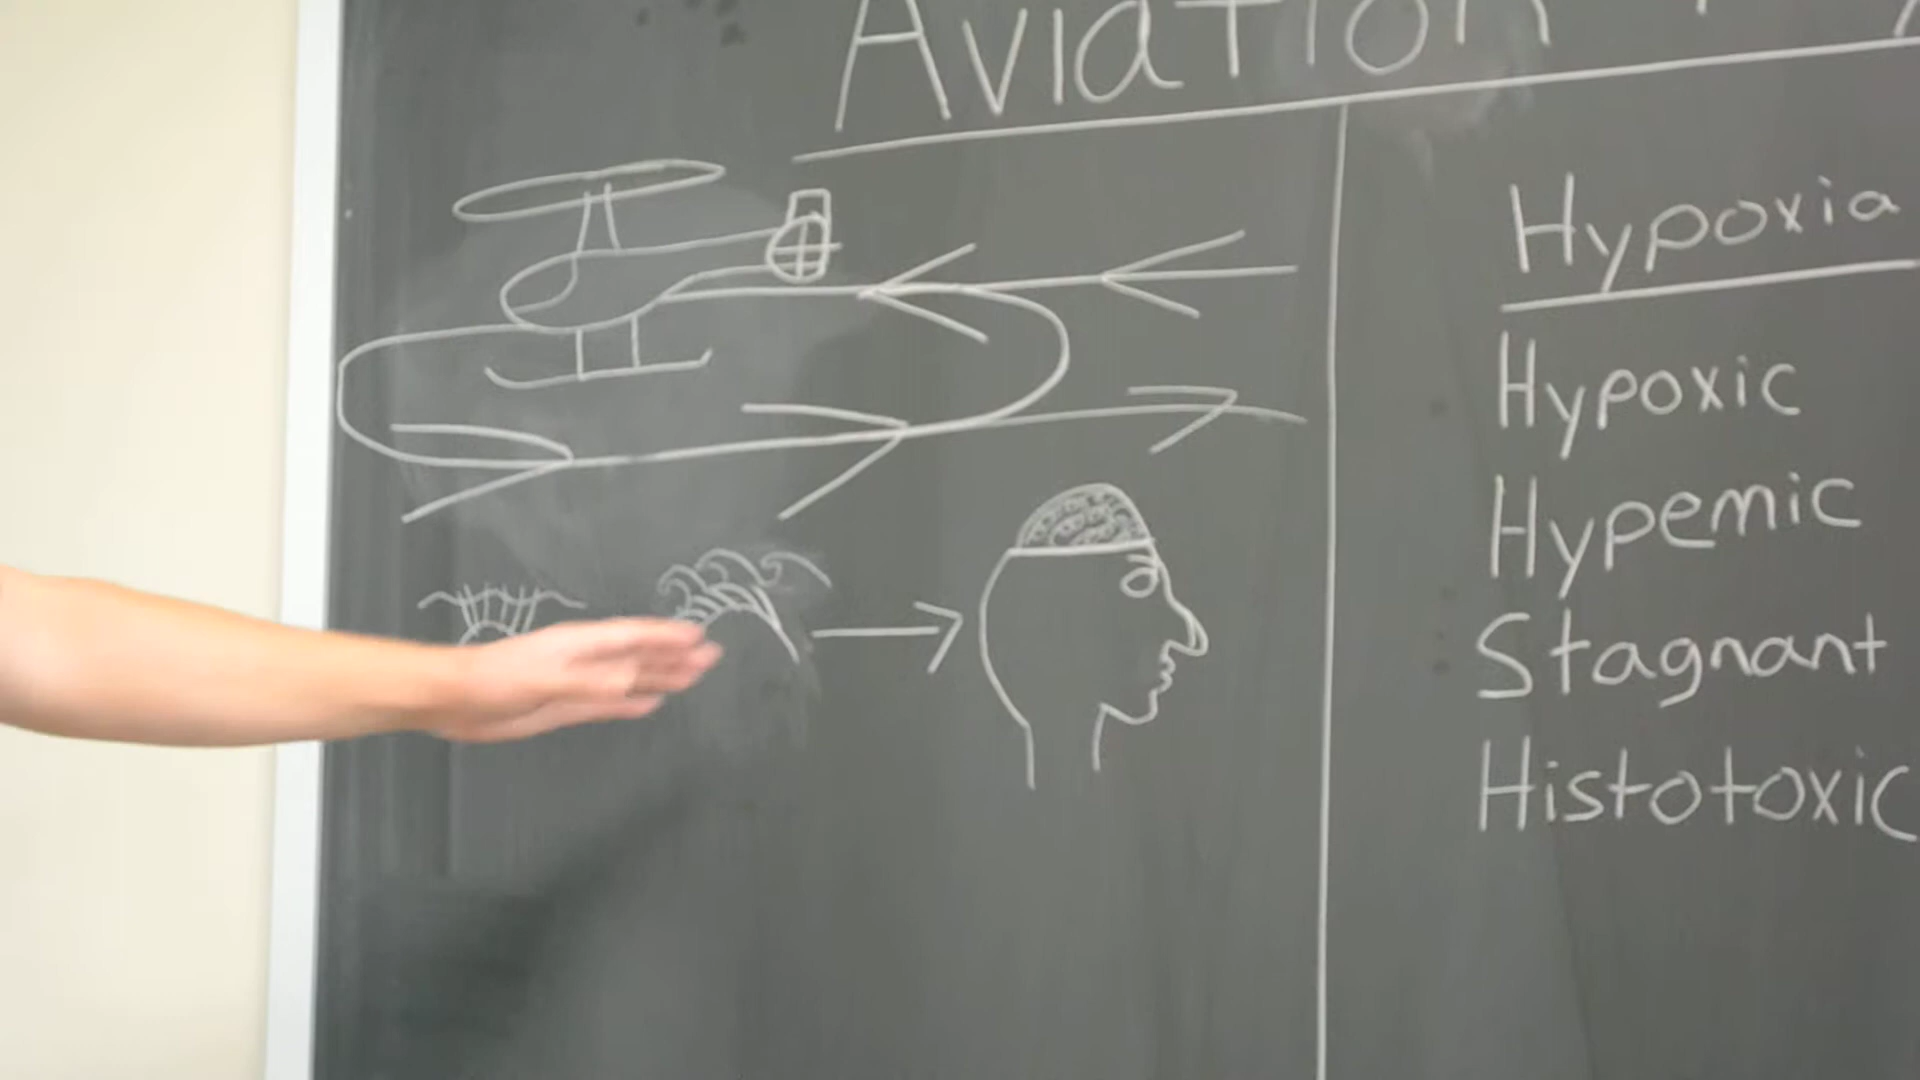 Aviation
Hypoxia
Hypoxic
Hypemic
Stagnant
Histotoxic